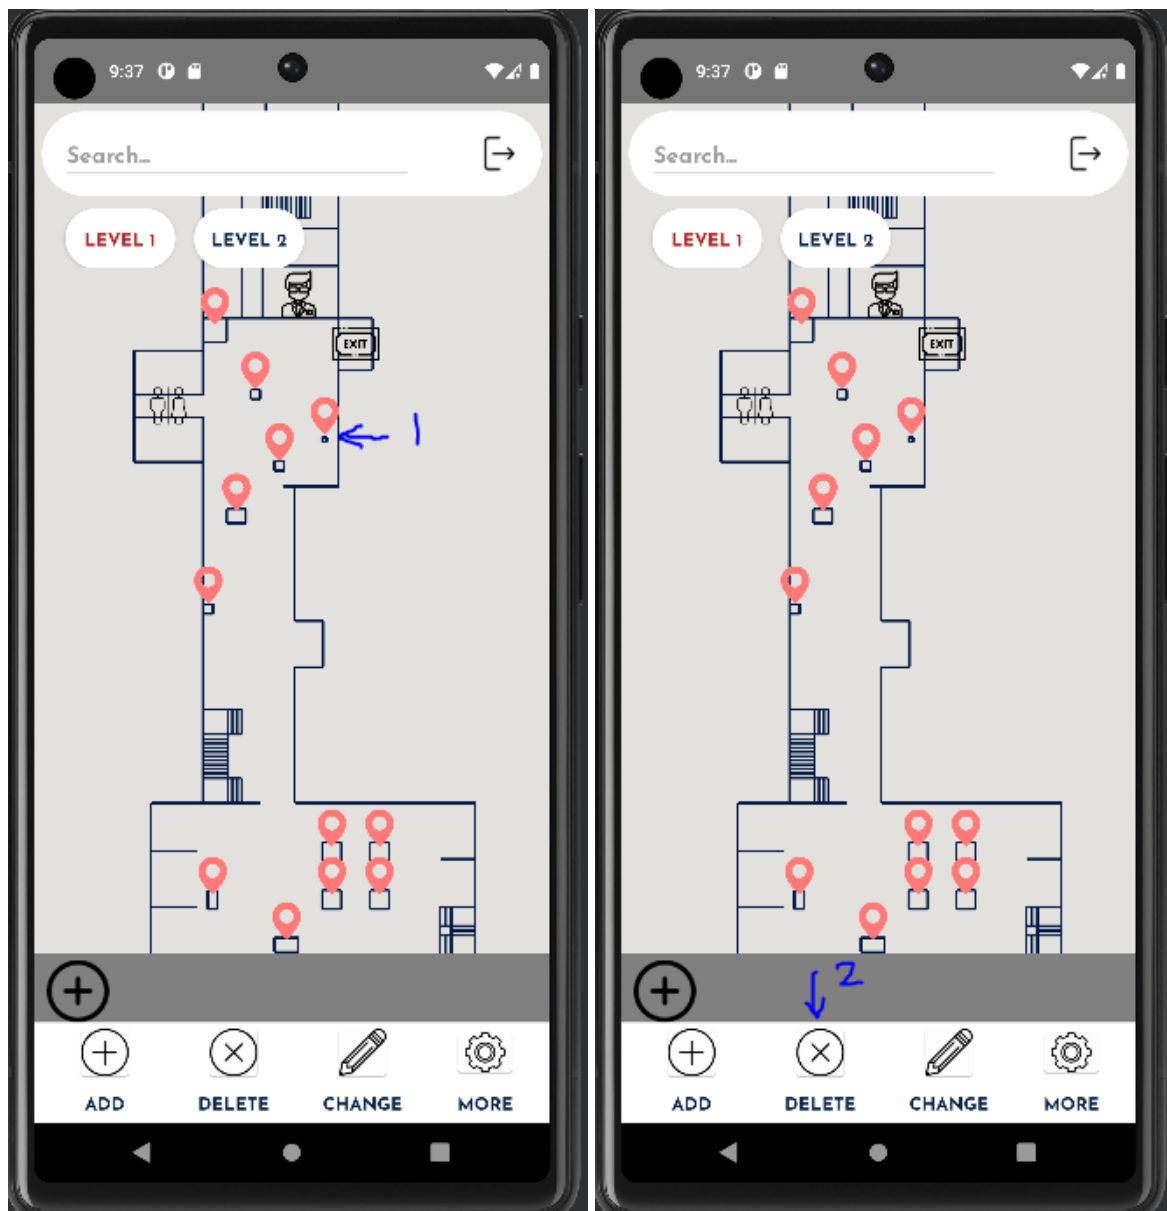 9:37
Search...
LEVEL 1 LEVEL 2
EXIT
1
ADD DELETE CHANGE MORE
9:37
Search...
LEVEL 1 LEVEL 2
EXIT
2
ADD DELETE CHANGE MORE